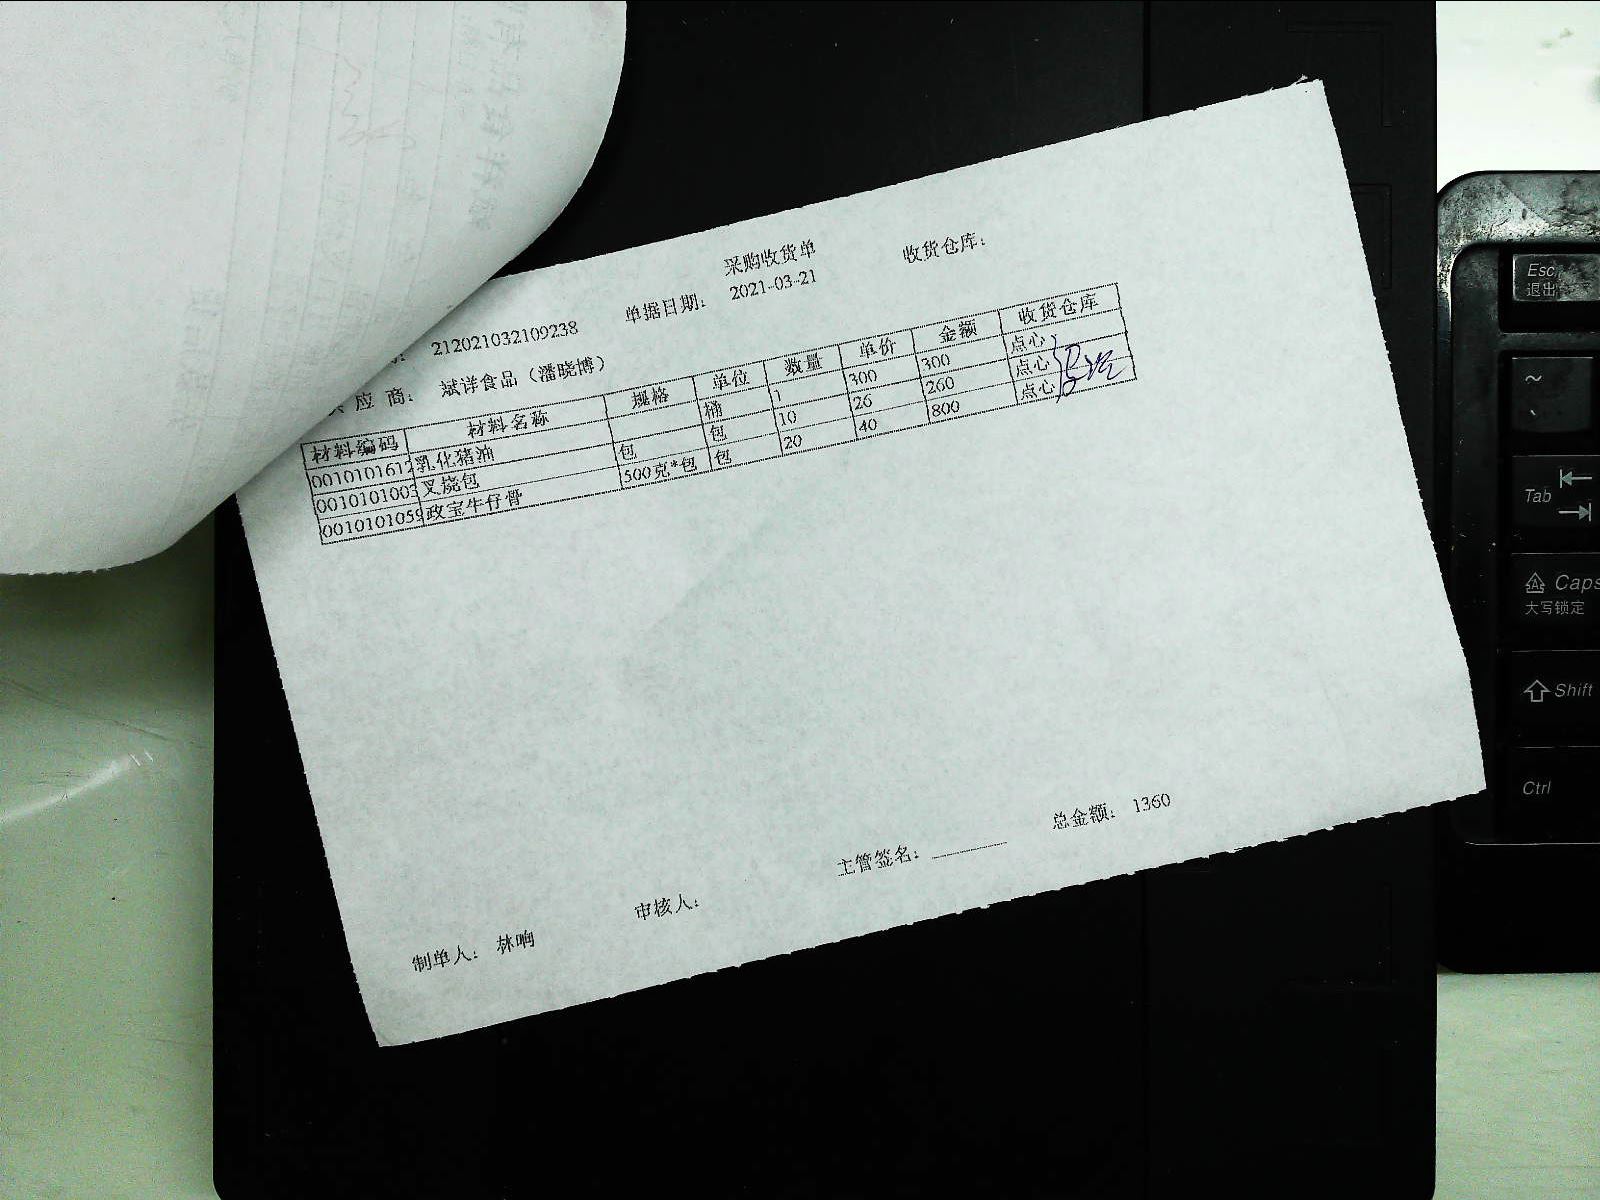 采购收货单
收货仓库：
212021032109238
单据日期： 2021-03-21
应 商： 斌详食品（潘晓博）
材料编码 材料名称 规格 单位 数量 单价 金额 收货仓库
0010101612 乳化猪油 桶 1 300 300 点心
0010101003 叉烧包 包 包 10 26 260 点心
0010101059 政宝牛仔骨 500克*包 包 20 40 800 点心
制单人： 林响
审核人：
主管签名：
总金额： 1360
Esc
退出
~
Tab
Caps
大写锁定
Shift
Ctrl